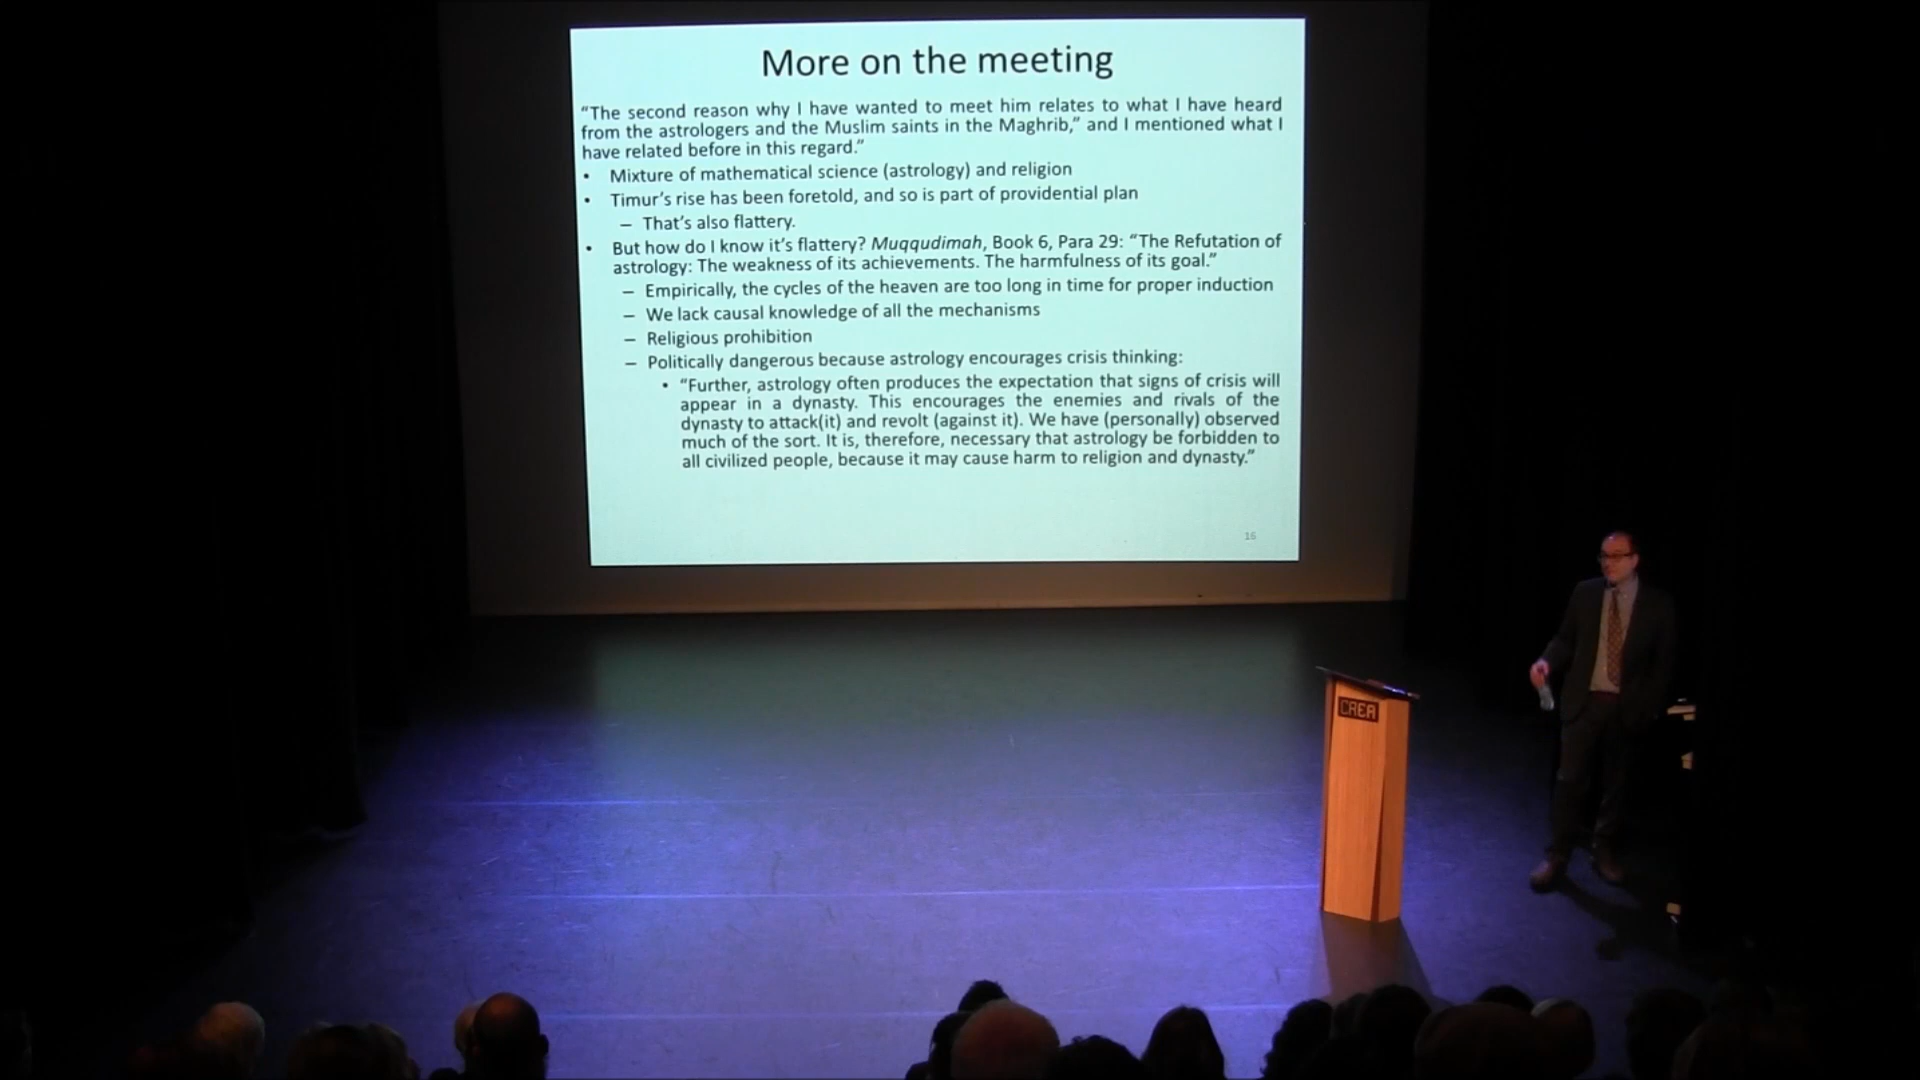 More on the meeting
“The second reason why I have wanted to meet him relates to what I have heard
from the astrologers and the Muslim saints in the Maghrib,” and I mentioned what I
have related before in this regard.”
• Mixture of mathematical science (astrology) and religion
• Timur’s rise has been foretold, and so is part of providential plan
– That’s also flattery.
• But how do I know it’s flattery? Muqqudimah, Book 6, Para 29: “The Refutation of
astrology: The weakness of its achievements. The harmfulness of its goal.”
– Empirically, the cycles of the heaven are too long in time for proper induction
– We lack causal knowledge of all the mechanisms
– Religious prohibition
– Politically dangerous because astrology encourages crisis thinking:
• “Further, astrology often produces the expectation that signs of crisis will
appear in a dynasty. This encourages the enemies and rivals of the
dynasty to attack(it) and revolt (against it). We have (personally) observed
much of the sort. It is, therefore, necessary that astrology be forbidden to
all civilized people, because it may cause harm to religion and dynasty.”
16
CREA